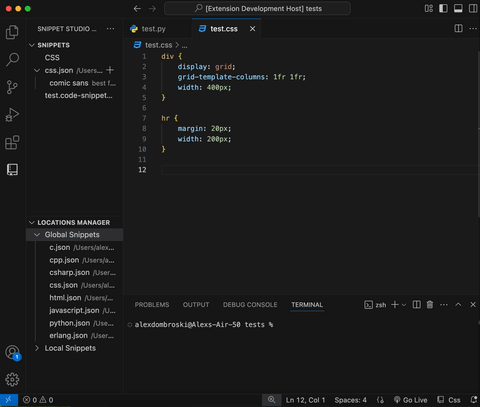 [Extension Development Host] tests
SNIPPET STUDIO ...
test.py
test.css
SNIPPETS
CSS
css.json /Users...
comic sans best f...
test.code-snippet...
test.css > ...
1 div {
2 display: grid;
3 grid-template-columns: 1fr 1fr;
4 width: 400px;
5 }
6
7 hr {
8 margin: 20px;
9 width: 200px;
10 }
11
12
LOCATIONS MANAGER
Global Snippets
c.json /Users/alex...
cpp.json /Users/a...
csharp.json /User...
css.json /Users/al...
html.json /Users/...
javascript.json /U...
python.json /Use...
erlang.json /User...
Local Snippets
PROBLEMS OUTPUT DEBUG CONSOLE TERMINAL
zsh
alexdombroski@Alexs-Air-50 tests %
1
0 0 Ln 12, Col 1 Spaces: 4 Go Live Css